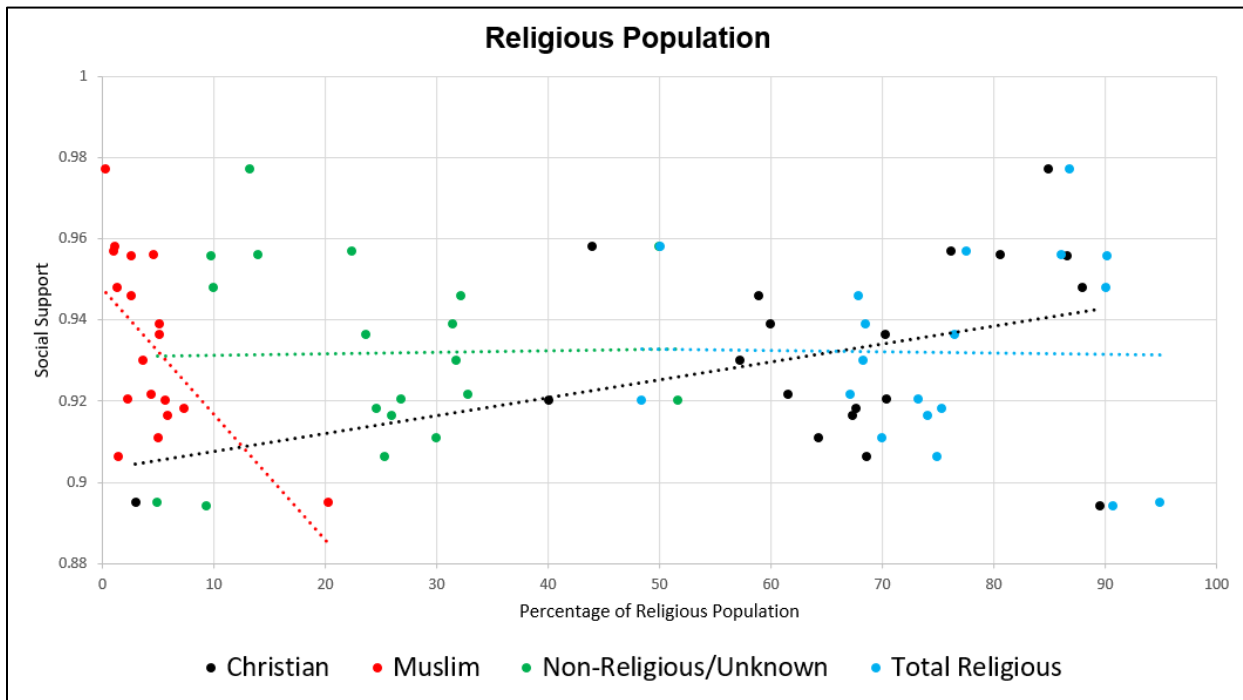 Religious Population
1
0.98
0.96
0.94
0.92
0.9
0.88
Social Support
0 10 20 30 40 50 60 70 80 90 100
Percentage of Religious Population
Christian Muslim Non-Religious/Unknown Total Religious